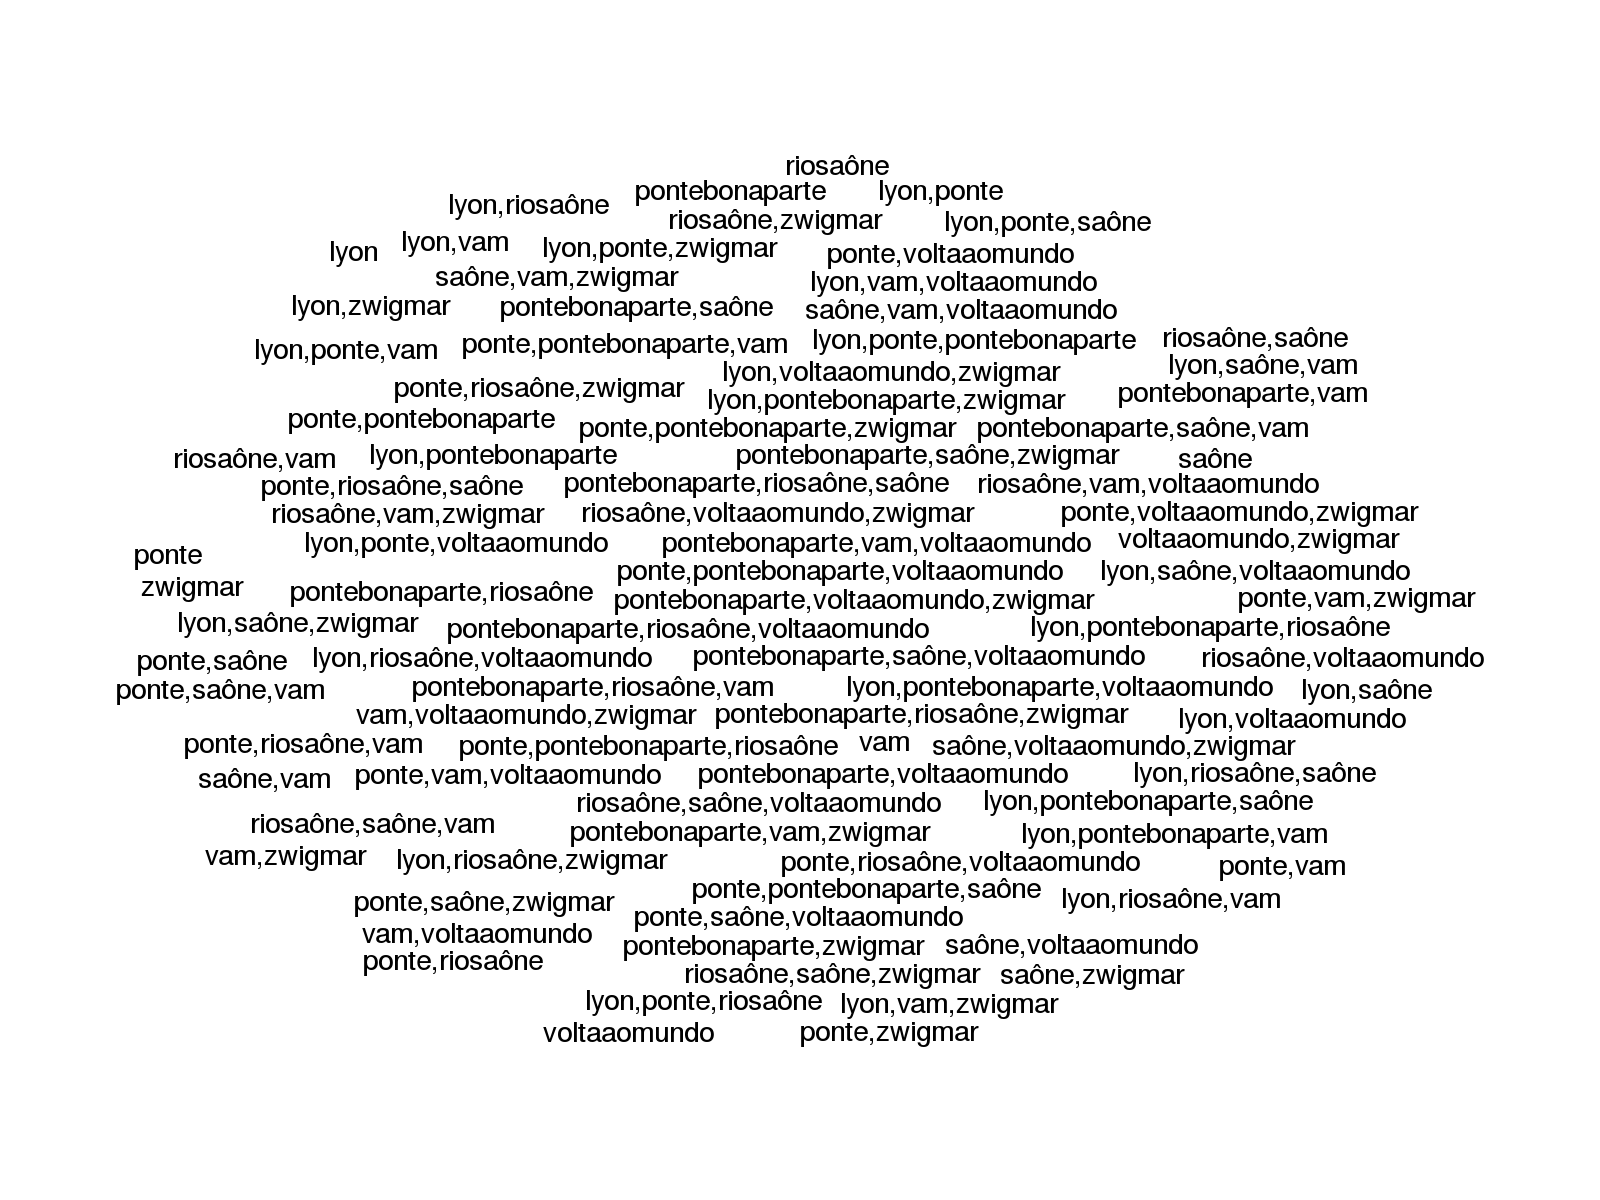 riosaône
pontebonaparte lyon,ponte
lyon,riosaône
riosaône,zwigmar lyon,ponte,saône
lyon lyon,vam lyon,ponte,zwigmar ponte,voltaaomundo
saône,vam,zwigmar lyon,vam,voltaaomundo
lyon,zwigmar pontebonaparte,saône saône,vam,voltaaomundo
lyon,ponte,vam ponte,pontebonaparte,vam lyon,ponte,pontebonaparte riosaône,saône
lyon,voltaaomundo,zwigmar lyon,saône,vam
ponte,riosaône,zwigmar lyon,pontebonaparte,zwigmar pontebonaparte,vam
ponte,pontebonaparte ponte,pontebonaparte,zwigmar pontebonaparte,saône,vam
riosaône,vam lyon,pontebonaparte pontebonaparte,saône,zwigmar saône
ponte,riosaône,saône pontebonaparte,riosaône,saône riosaône,vam,voltaaomundo
riosaône,vam,zwigmar riosaône,voltaaomundo,zwigmar ponte,voltaaomundo,zwigmar
ponte lyon,ponte,voltaaomundo pontebonaparte,vam,voltaaomundo voltaaomundo,zwigmar
ponte,pontebonaparte,voltaaomundo lyon,saône,voltaaomundo
zwigmar pontebonaparte,riosaône pontebonaparte,voltaaomundo,zwigmar ponte,vam,zwigmar
lyon,saône,zwigmar pontebonaparte,riosaône,voltaaomundo lyon,pontebonaparte,riosaône
ponte,saône lyon,riosaône,voltaaomundo pontebonaparte,saône,voltaaomundo riosaône,voltaaomundo
ponte,saône,vam pontebonaparte,riosaône,vam lyon,pontebonaparte,voltaaomundo lyon,saône
vam,voltaaomundo,zwigmar pontebonaparte,riosaône,zwigmar lyon,voltaaomundo
ponte,riosaône,vam ponte,pontebonaparte,riosaône vam saône,voltaaomundo,zwigmar
saône,vam ponte,vam,voltaaomundo pontebonaparte,voltaaomundo lyon,riosaône,saône
riosaône,saône,voltaaomundo lyon,pontebonaparte,saône
riosaône,saône,vam pontebonaparte,vam,zwigmar lyon,pontebonaparte,vam
vam,zwigmar lyon,riosaône,zwigmar ponte,riosaône,voltaaomundo ponte,vam
ponte,saône,zwigmar ponte,pontebonaparte,saône lyon,riosaône,vam
ponte,saône,voltaaomundo
vam,voltaaomundo pontebonaparte,zwigmar saône,voltaaomundo
ponte,riosaône riosaône,saône,zwigmar saône,zwigmar
lyon,ponte,riosaône lyon,vam,zwigmar
voltaaomundo ponte,zwigmar